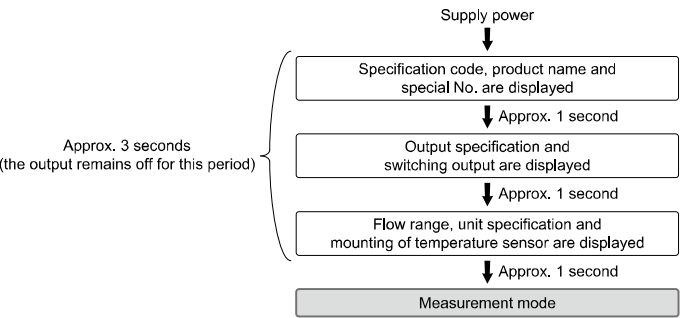 Supply power
Specification code, product name and
special No. are displayed
Approx. 1 second
Approx. 3 seconds
(the output remains off for this period)
Output specification and
switching output are displayed
Approx. 1 second
Flow range, unit specification and
mounting of temperature sensor are displayed
Approx. 1 second
Measurement mode